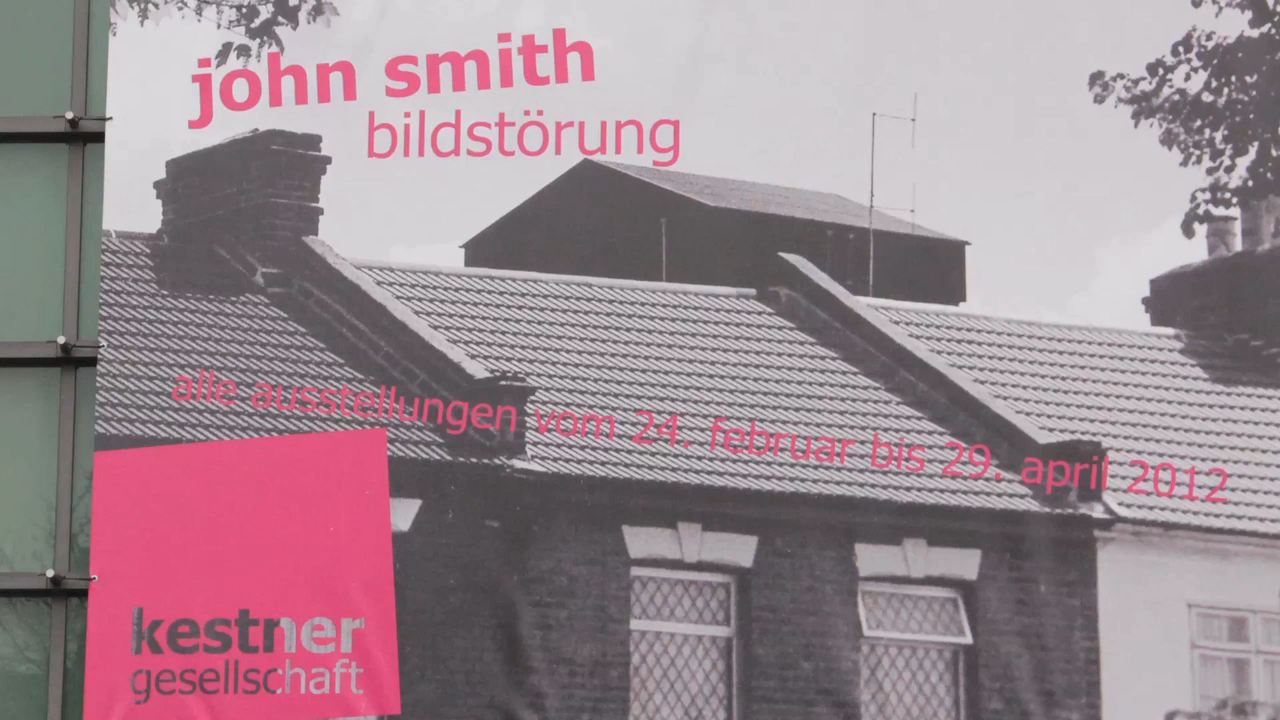 john smith
bildstörung
alle ausstellungen vom 24. februar bis 29. april 2012
kestner
gesellschaft